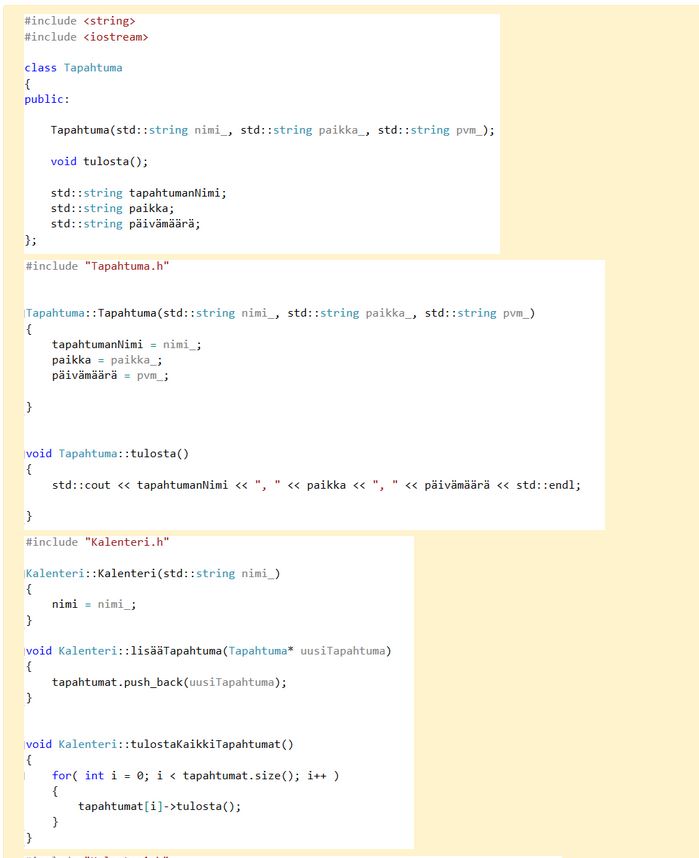 #include <string>
#include <iostream>
class Tapahtuma
{
public:
Tapahtuma(std::string nimi_, std::string paikka_, std::string pvm_);
void tulosta();
std::string tapahtumanNimi;
std::string paikka;
std::string päivämäärä;
};
#include "Tapahtuma.h"
Tapahtuma::Tapahtuma(std::string nimi_, std::string paikka_, std::string pvm_)
{
tapahtumanNimi = nimi_;
paikka = paikka_;
päivämäärä = pvm_;
}
void Tapahtuma::tulosta()
{
std::cout << tapahtumanNimi << ", " << paikka << ", " << päivämäärä << std::endl;
}
#include "Kalenteri.h"
Kalenteri::Kalenteri(std::string nimi_)
{
nimi = nimi_;
}
void Kalenteri::lisääTapahtuma(Tapahtuma* uusiTapahtuma)
{
tapahtumat.push_back(uusiTapahtuma);
}
void Kalenteri::tulostaKaikkiTapahtumat()
{
for( int i = 0; i < tapahtumat.size(); i++ )
{
tapahtumat[i]->tulosta();
}
}